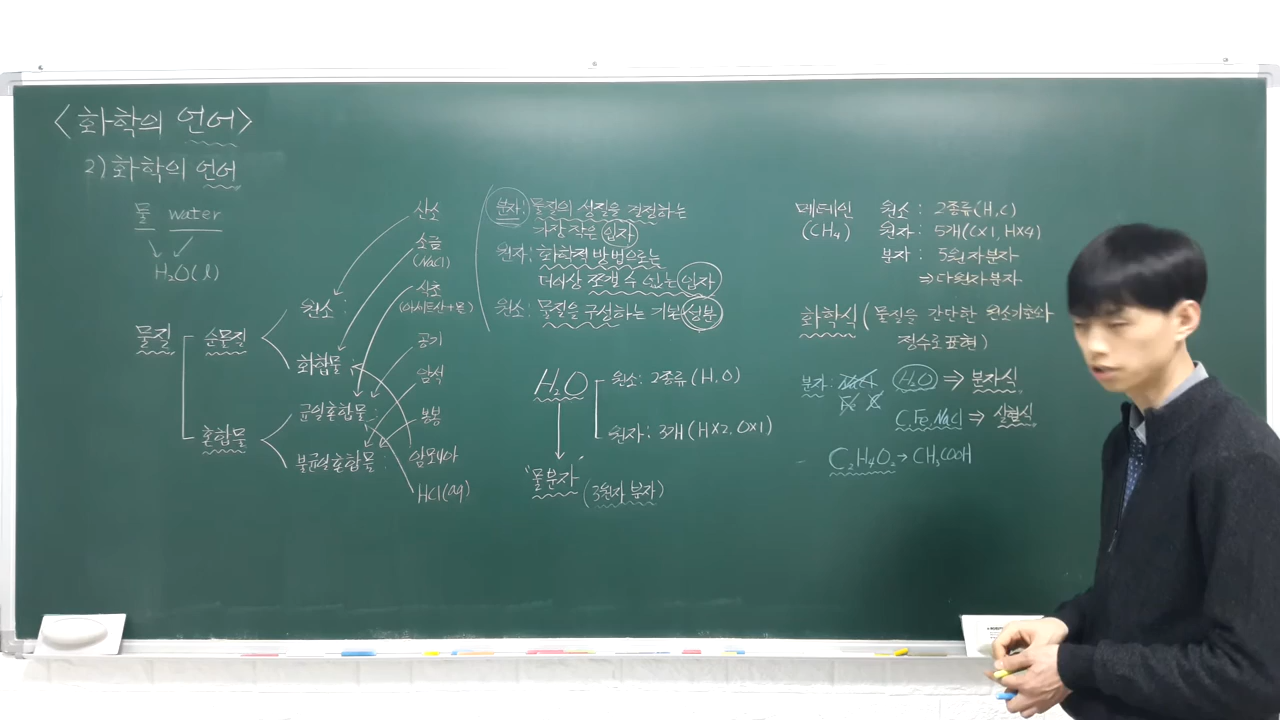 <화학의 언어>
2) 화학의 언어
물 water
H₂O(l)
물질
순물질
혼합물
원소 :
화합물 :
균일혼합물 :
불균일혼합물 :
산소
소금
(NaCl)
식초
(아세트산+물)
공기
암석
암모니아
HCl(aq)
분자: 물질의 성질을 결정하는
가장 작은 입자
원자: 화학적 방법으로는
더이상 쪼갤 수 없는 입자
원소: 물질을 구성하는 기본성분
H₂O
원소: 2종류(H, O)
원자: 3개(H×2, O×1)
"물분자"
(3원자 분자)
메테인 원소 : 2종류(H, C)
(CH₄) 원자 : 5개(C×1, H×4)
분자 : 5원자분자
⇒다원자분자
화학식 ( 물질을 간단한 원소기호와
정수로 표현)
분자: NaCl H₂O ⇒ 분자식
C, Fe, NaCl ⇒ 실험식
C₂H₄O₂ → CH₃COOH